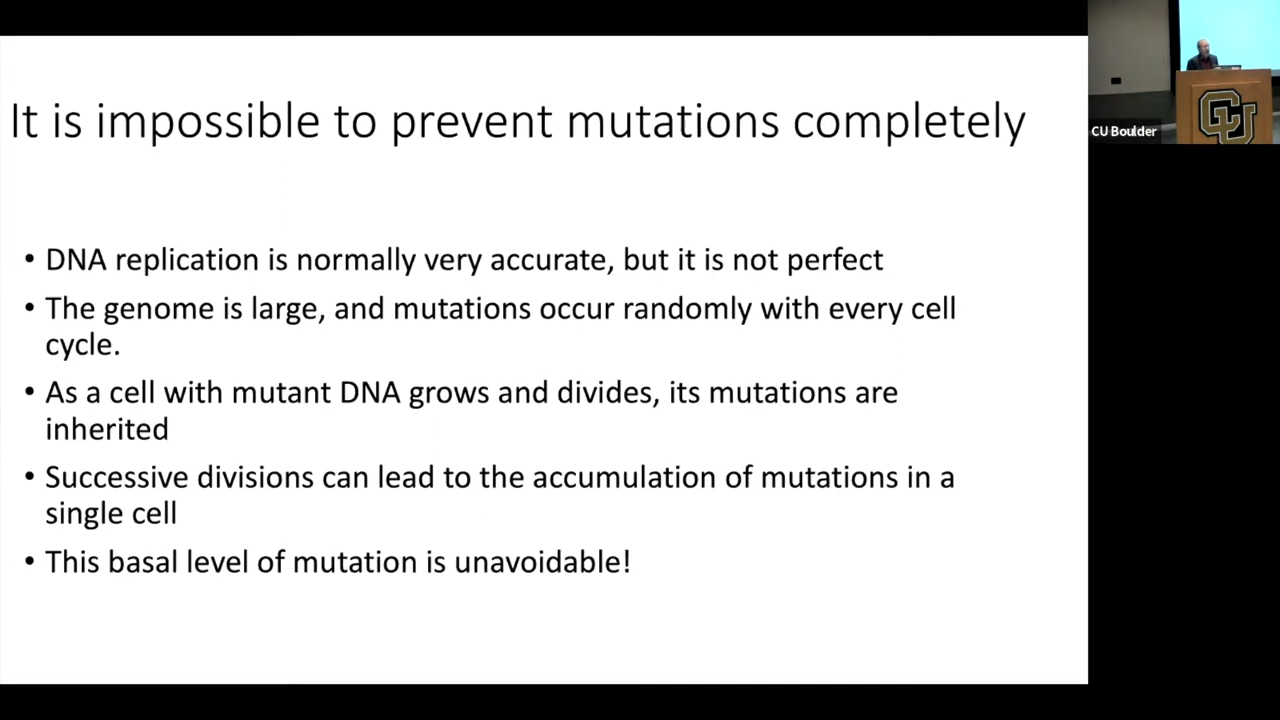 It is impossible to prevent mutations completely
• DNA replication is normally very accurate, but it is not perfect
• The genome is large, and mutations occur randomly with every cell
cycle.
• As a cell with mutant DNA grows and divides, its mutations are
inherited
• Successive divisions can lead to the accumulation of mutations in a
single cell
• This basal level of mutation is unavoidable!
CU Boulder
CU